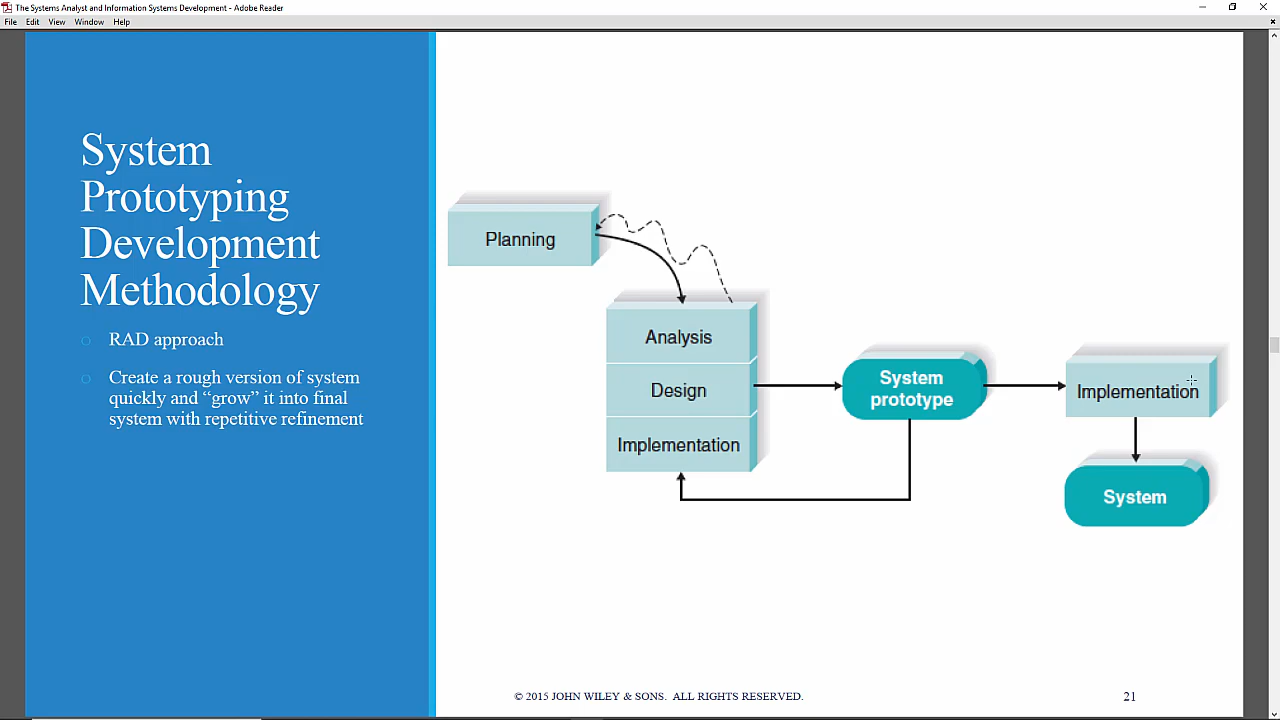 The Systems Analyst and Information Systems Development - Adobe Reader
File Edit View Window Help
System
Prototyping
Development
Methodology
o RAD approach
o Create a rough version of system
quickly and “grow” it into final
system with repetitive refinement
Planning
Analysis
Design
Implementation
System
prototype
Implementation
System
© 2015 JOHN WILEY & SONS. ALL RIGHTS RESERVED.
21